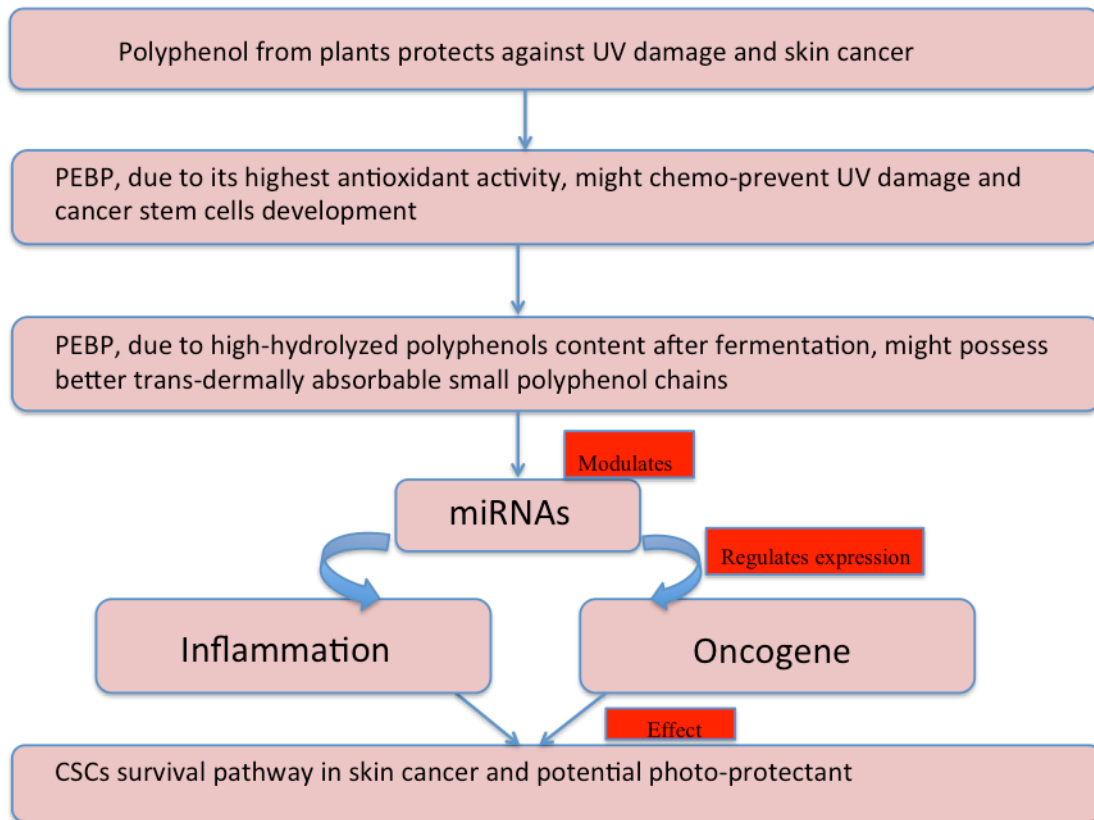 Polyphenol from plants protects against UV damage and skin cancer
PEBP, due to its highest antioxidant activity, might chemo-prevent UV damage and
cancer stem cells development
PEBP, due to high-hydrolyzed polyphenols content after fermentation, might possess
better trans-dermally absorbable small polyphenol chains
Modulates
miRNAs
Regulates expression
Inflammation
Oncogene
Effect
CSCs survival pathway in skin cancer and potential photo-protectant